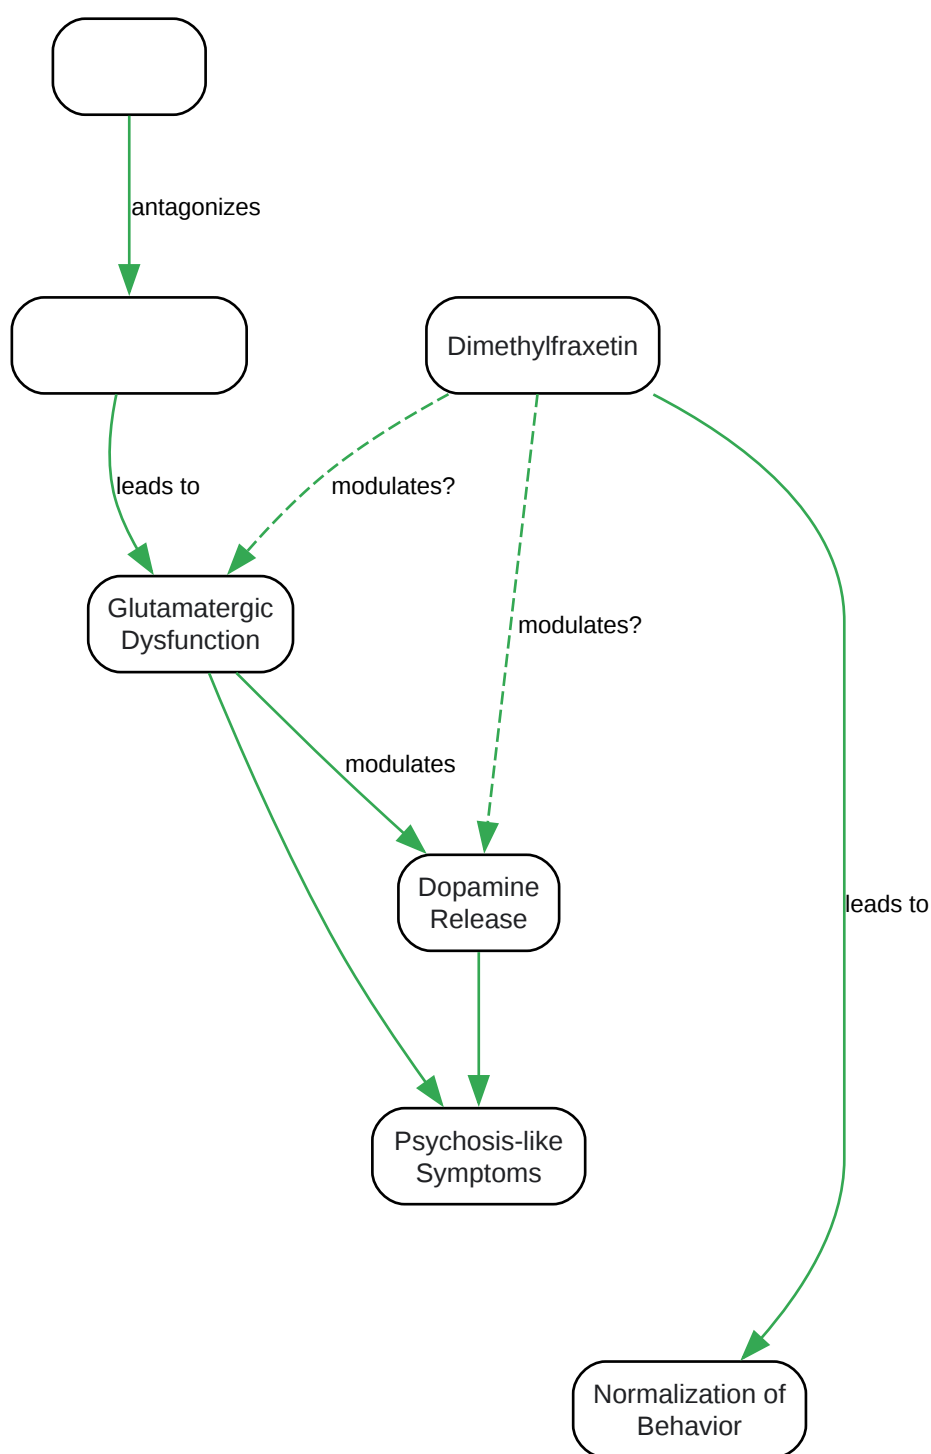 antagonizes
Dimethylfraxetin
leads to
modulates?
Glutamatergic
Dysfunction
modulates?
modulates
Dopamine
Release
leads to
Psychosis-like
Symptoms
Normalization of
Behavior